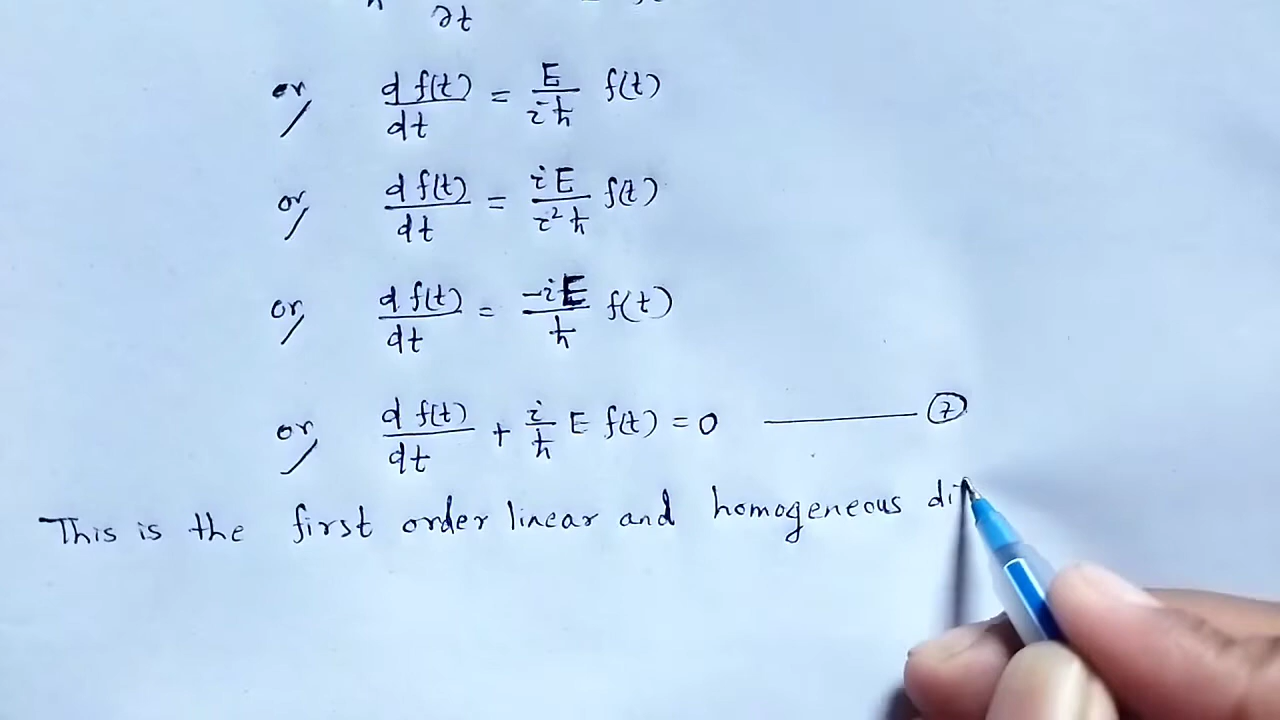 ∂t
or, d f(t)/dt = E/iħ f(t)
or, d f(t)/dt = iE/i²ħ f(t)
or, d f(t)/dt = -iE/ħ f(t)
or, d f(t)/dt + i/ħ E f(t) = 0 ——— ⑦
This is the first order linear and homogeneous di